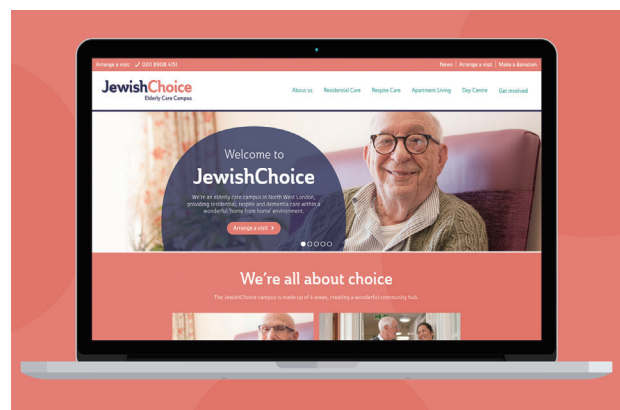 Arrange a visit 020 8908 4151
News | Arrange a visit | Make a donation
JewishChoice
Elderly Care Campus
About us Residential Care Respite Care Apartment Living Day Centre Get involved
Welcome to
JewishChoice
We're an elderly care campus in North West London,
providing residential, respite and dementia care within a
wonderful 'home from home' environment.
Arrange a visit
We're all about choice
The JewishChoice campus is made up of 4 areas, creating a wonderful community hub.